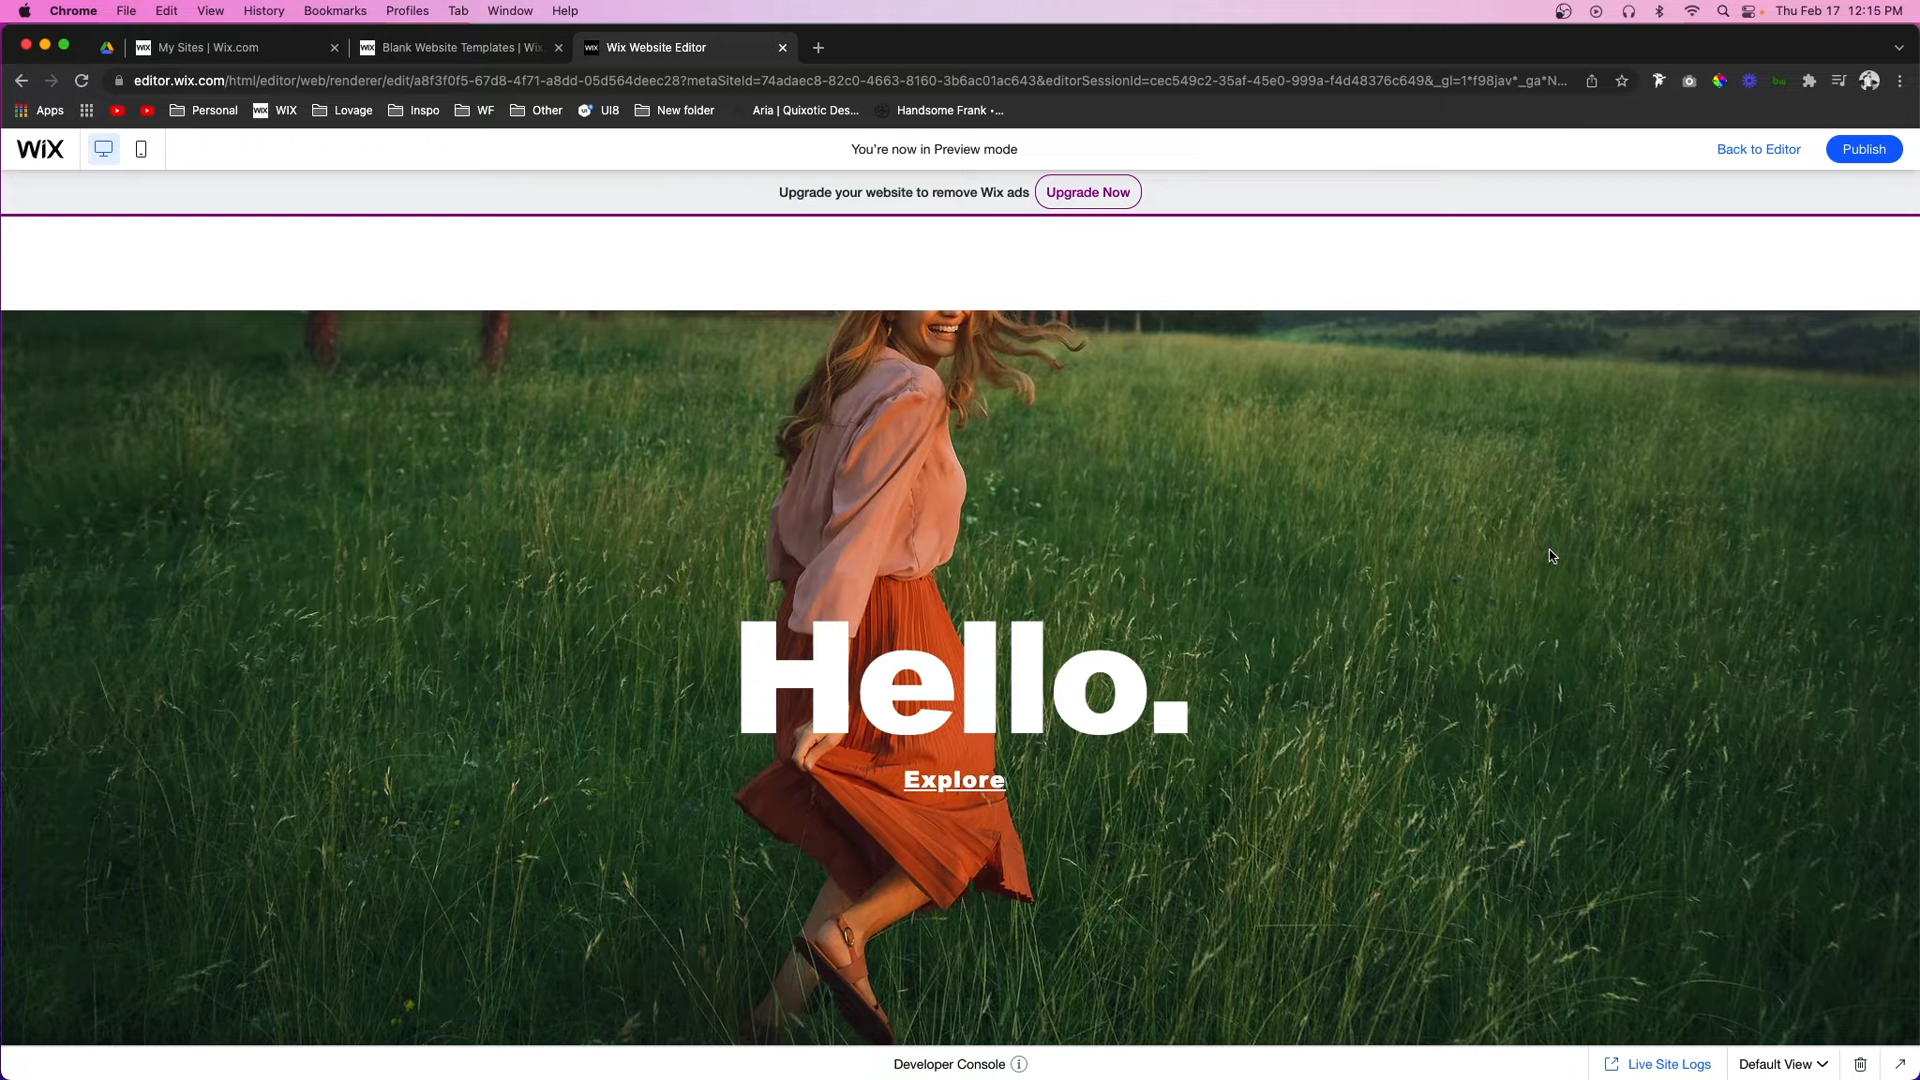 Chrome File Edit View History Bookmarks Profiles Tab Window Help Thu Feb 17 12:15 PM
WIX My Sites | Wix.com WIX Blank Website Templates | Wix WIX Wix Website Editor
editor.wix.com/html/editor/web/renderer/edit/a8f3f0f5-67d8-4f71-a8dd-05d564deec28?metaSiteId=74adaec8-82c0-4663-8160-3b6ac01ac643&editorSessionId=cec549c2-35af-45e0-999a-f4d48376c649&_gl=1*f98jav*_ga*N...
Apps Personal WIX WIX Lovage Inspo WF Other UI8 New folder Aria | Quixotic Des... Handsome Frank •...
WiX You're now in Preview mode Back to Editor Publish
Upgrade your website to remove Wix ads Upgrade Now
Hello.
Explore
Developer Console Live Site Logs Default View